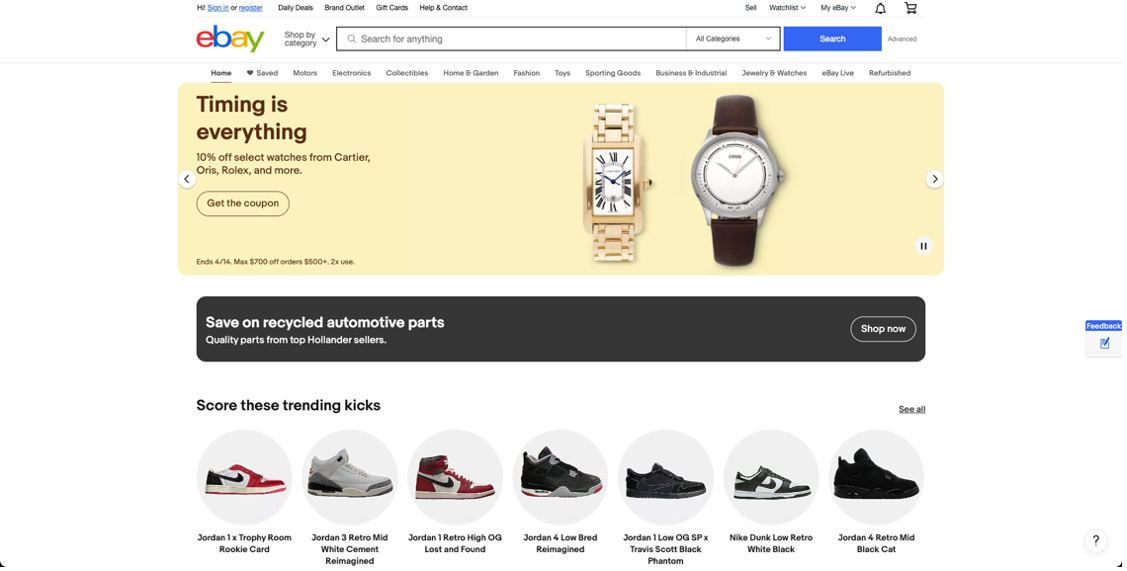 Hi! Sign in or register
Daily Deals
Brand Outlet
Gift Cards
Help & Contact
Sell
Watchlist
My eBay
ebay
Shop by
category
Search for anything
All Categories
Search
Advanced
Home
Saved
Motors
Electronics
Collectibles
Home & Garden
Fashion
Toys
Sporting Goods
Business & Industrial
Jewelry & Watches
eBay Live
Refurbished
Timing is
everything
10% off select watches from Cartier,
Oris, Rolex, and more.
Get the coupon
Ends 4/14. Max $700 off orders $500+. 2x use.
ORIS
Save on recycled automotive parts
Quality parts from top Hollander sellers.
Shop now
Feedback
Score these trending kicks
See all
Jordan 1 x Trophy Room
Rookie Card
Jordan 3 Retro Mid
White Cement
Reimagined
Jordan 1 Retro High OG
Lost and Found
Jordan 4 Low Bred
Reimagined
Jordan 1 Low OG SP x
Travis Scott Black
Phantom
Nike Dunk Low Retro
White Black
Jordan 4 Retro Mid
Black Cat
?